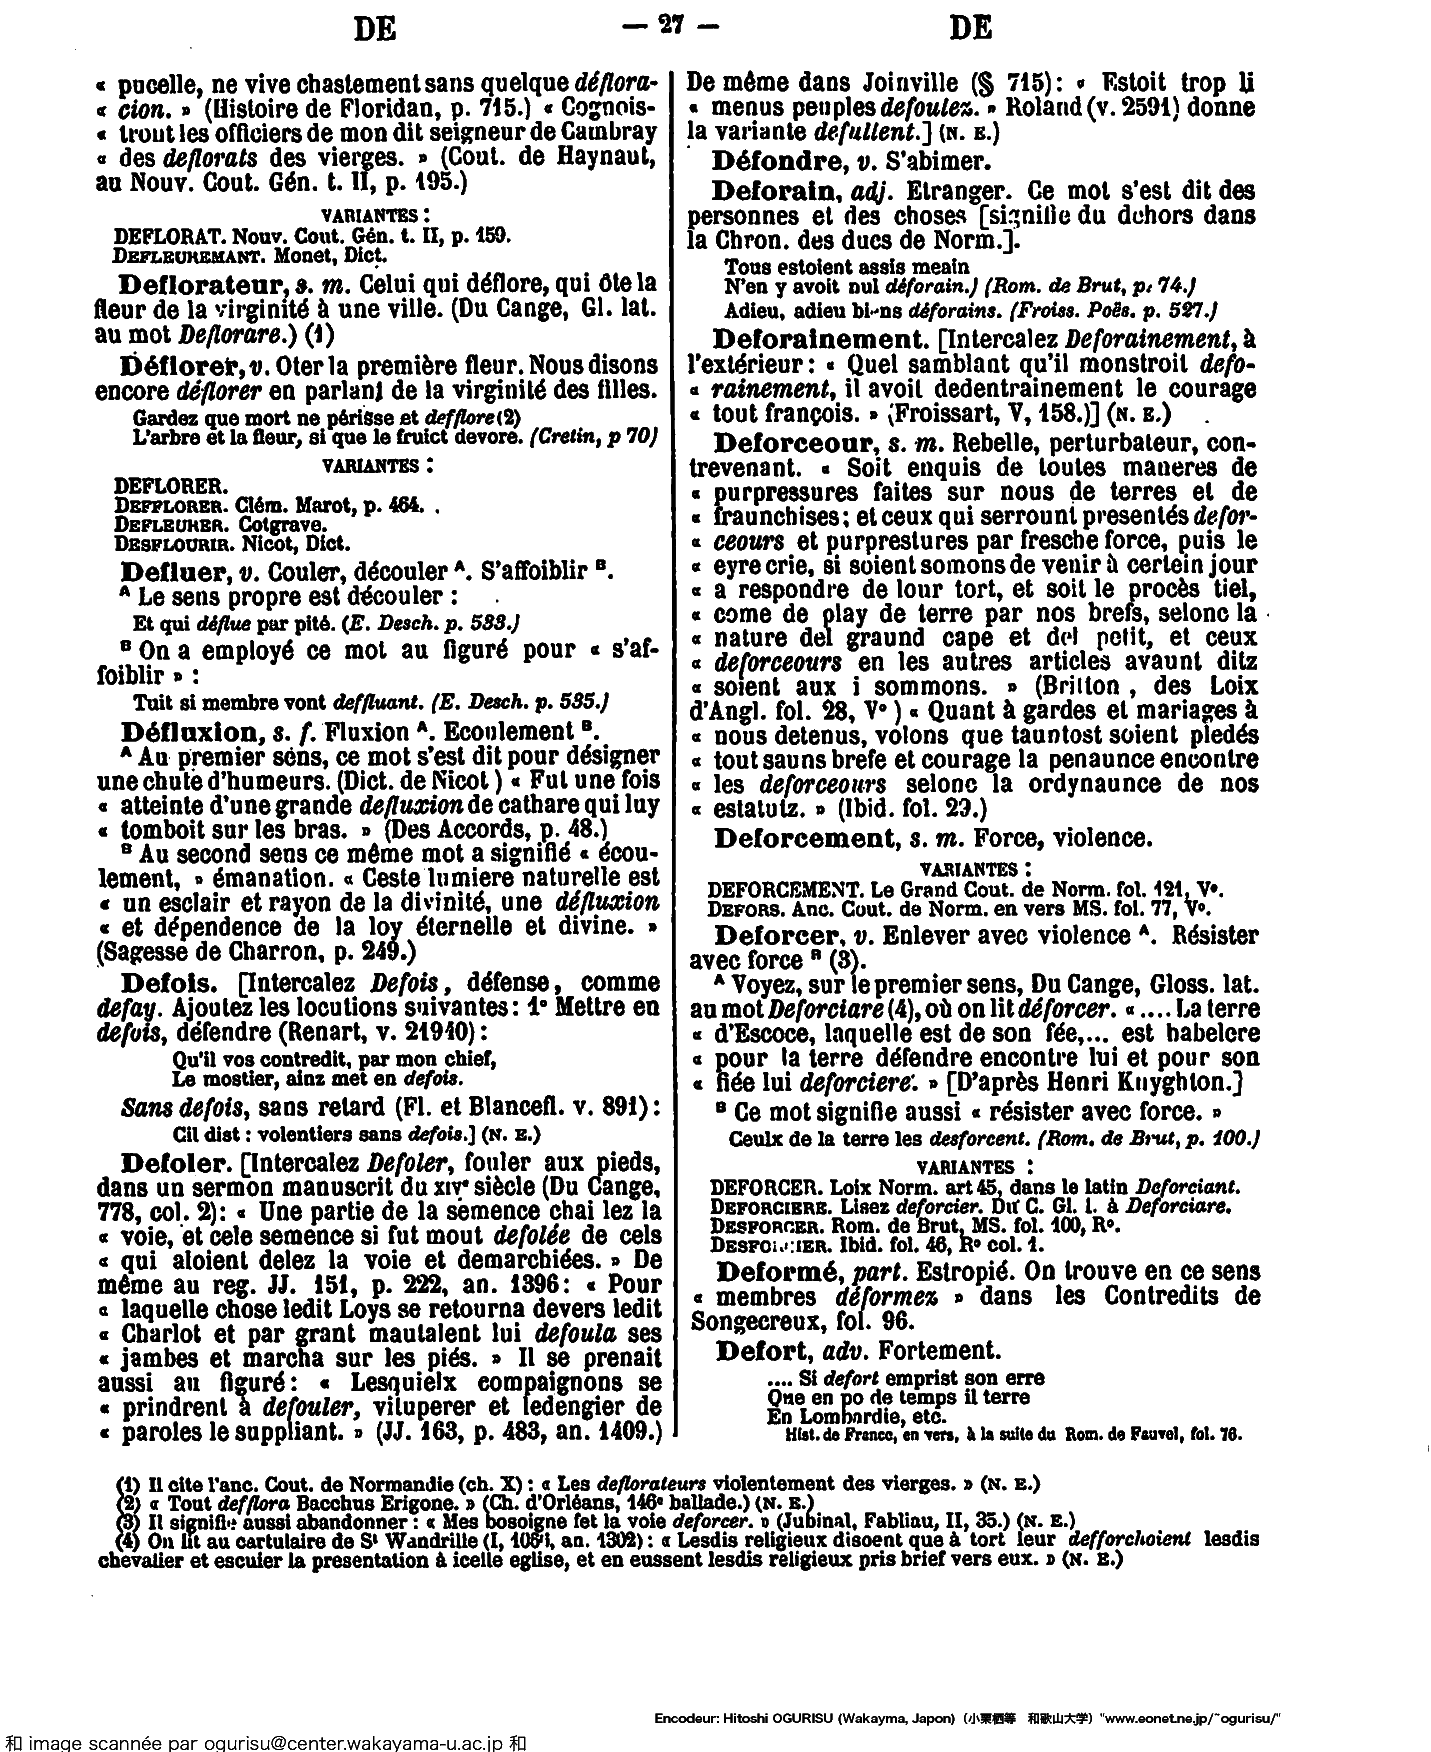 DE — 27 — DE
« pucelle, ne vive chastement sans quelque déflora-
« cion. » (Histoire de Floridan, p. 715.) « Cognois-
« tront les officiers de mon dit seigneur de Cambray
« des deflorats des vierges. » (Cout. de Haynaut,
au Nouv. Cout. Gén. t. II, p. 195.)
VARIANTES :
DEFLORAT. Nouv. Cout. Gén. t. II, p. 159.
DEFLEUREMANT. Monet, Dict.
Deflorateur, s. m. Celui qui déflore, qui ôte la
fleur de la virginité à une ville. (Du Cange, Gl. lat.
au mot Deflorare.) (1)
Déflorer, v. Oter la première fleur. Nous disons
encore déflorer en parlant de la virginité des filles.
Gardez que mort ne périsse et defflore (2)
L'arbre et la fleur, si que le fruict devore. (Cretin, p 70)
VARIANTES :
DEFLORER.
DEFFLORER. Clém. Marot, p. 464.
DEFLEURER. Cotgrave.
DESFLOURIR. Nicot, Dict.
Defluer, v. Couler, découler A. S'affoiblir B.
A Le sens propre est découler :
Et qui déflue par pité. (E. Desch. p. 533.)
B On a employé ce mot au figuré pour « s'af-
foiblir » :
Tuit si membre vont deffluant. (E. Desch. p. 535.)
Défluxion, s. f. Fluxion A. Ecoulement B.
A Au premier sens, ce mot s'est dit pour désigner
une chute d'humeurs. (Dict. de Nicot ) « Fut une fois
« atteinte d'une grande defluxion de cathare qui luy
« tomboit sur les bras. » (Des Accords, p. 48.)
B Au second sens ce même mot a signifié « écou-
lement, » émanation. « Ceste lumiere naturelle est
« un esclair et rayon de la divinité, une défluxion
« et dépendence de la loy éternelle et divine. »
(Sagesse de Charron, p. 249.)
Defois. [Intercalez Defois, défense, comme
defay. Ajoutez les locutions suivantes : 1° Mettre en
defois, défendre (Renart, v. 21940) :
Qu'il vos contredit, par mon chief,
Le mostier, ainz met en defois.
Sans defois, sans retard (Fl. et Blancefl. v. 891) :
Cil dist : volentiers sans defois.] (N. E.)
Defoler. [Intercalez Defoler, fouler aux pieds,
dans un sermon manuscrit du XIVe siècle (Du Cange,
778, col. 2) : « Une partie de la semence chai lez la
« voie, et cele semence si fut mout defolée de cels
« qui aloient delez la voie et demarchiées. » De
même au reg. JJ. 151, p. 222, an. 1396 : « Pour
« laquelle chose ledit Loys se retourna devers ledit
« Charlot et par grant mautalent lui defoula ses
« jambes et marcha sur les piés. » Il se prenait
aussi au figuré : « Lesquielx compaignons se
« prindrent à defouler, vituperer et ledengier de
« paroles le suppliant. » (JJ. 163, p. 483, an. 1409.)
De même dans Joinville (§ 715) : « Estoit trop li
« menus peuples defoulez. » Roland (v. 2591) donne
la variante defullent.] (N. E.)
Défondre, v. S'abimer.
Deforain, adj. Etranger. Ce mot s'est dit des
personnes et des choses [signifie du dehors dans
la Chron. des ducs de Norm.].
Tous estoient assis meain
N'en y avoit nul déforain.) (Rom. de Brut, p. 74.)
Adieu, adieu biens déforains. (Froiss. Poës. p. 527.)
Deforainement. [Intercalez Deforainement, à
l'extérieur : « Quel samblant qu'il monstroit defo-
« rainement, il avoit dedentrainement le courage
« tout françois. » (Froissart, V, 158.)] (N. E.)
Deforceour, s. m. Rebelle, perturbateur, con-
trevenant. « Soit enquis de toutes maneres de
« purpressures faites sur nous de terres et de
« fraunchises ; et ceux qui serrount presentés defor-
« ceours et purprestures par fresche force, puis le
« eyre crie, si soient somons de venir à certein jour
« a respondre de lour tort, et soit le procès tiel,
« come de play de terre par nos brefs, selonc la
« nature del graund cape et del petit, et ceux
« deforceours en les autres articles avaunt ditz
« soient aux i sommons. » (Britton, des Loix
d'Angl. fol. 28, V° ) « Quant à gardes et mariages à
« nous detenus, volons que tauntost soient pledés
« tout sauns brefe et courage la penaunce encontre
« les deforceours selonc la ordynaunce de nos
« estatutz. » (Ibid. fol. 29.)
Deforcement, s. m. Force, violence.
VARIANTES :
DEFORCEMENT. Le Grand Cout. de Norm. fol. 121, V°.
DEFORS. Anc. Cout. de Norm. en vers MS. fol. 77, V°.
Deforcer, v. Enlever avec violence A. Résister
avec force B (3).
A Voyez, sur le premier sens, Du Cange, Gloss. lat.
au mot Deforciare (4), où on lit déforcer. « .... La terre
« d'Escoce, laquelle est de son fée,... est habelere
« pour la terre défendre encontre lui et pour son
« fiée lui deforciere. » [D'après Henri Knyghton.]
B Ce mot signifie aussi « résister avec force. »
Ceulx de la terre les desforcent. (Rom. de Brut, p. 100.)
VARIANTES :
DEFORCER. Loix Norm. art 45, dans le latin Deforciant.
DEFORCIERE. Lisez deforcier. Du C. Gl. l. à Deforciare.
DESFORCER. Rom. de Brut, MS. fol. 100, R°.
DESFORCIER. Ibid. fol. 46, R° col. 1.
Deformé, part. Estropié. On trouve en ce sens
« membres déformez » dans les Contredits de
Songecreux, fol. 96.
Defort, adv. Fortement.
.... Si defort emprist son erre
Que en po de temps il terre
En Lombardie, etc.
Hist. de France, en vers, à la suite du Rom. de Fauvel, fol. 76.
(1) Il cite l'anc. Cout. de Normandie (ch. X) : « Les deflorateurs violentement des vierges. » (N. E.)
(2) « Tout defflora Bacchus Erigone. » (Ch. d'Orléans, 146e ballade.) (N. E.)
(3) Il signifie aussi abandonner : « Mes bosoigne fet la voie deforcer. » (Jubinal, Fabliau, II, 35.) (N. E.)
(4) On lit au cartulaire de St Wandrille (I, an. 1302) : « Lesdis religieux disoent que à tort leur defforchoient lesdis
chevalier et escuier la presentation à icelle eglise, et en eussent lesdis religieux pris brief vers eux. » (N. E.)
Encodeur: Hitoshi OGURISU (Wakayma, Japon) (小栗栖等 和歌山大学) "www.eonet.ne.jp/~ogurisu/"
和 image scannée par ogurisu@center.wakayama-u.ac.jp 和